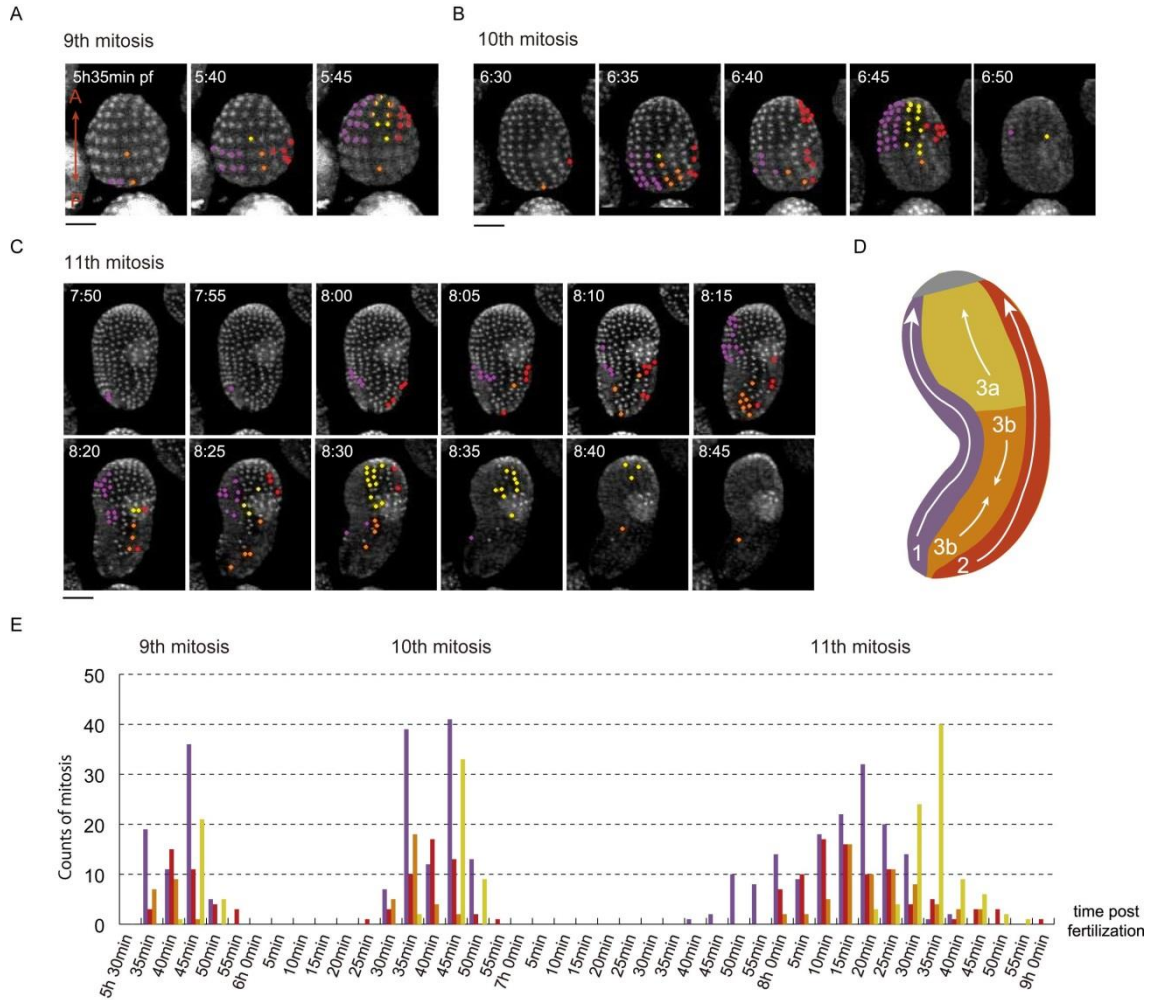 A
9th mitosis
5h35min pf
5:40
5:45
A
P
B
10th mitosis
6:30
6:35
6:40
6:45
6:50
C
11th mitosis
7:50
7:55
8:00
8:05
8:10
8:15
8:20
8:25
8:30
8:35
8:40
8:45
D
3a
3b
3b
1
2
E
9th mitosis
10th mitosis
11th mitosis
Counts of mitosis
50
40
30
20
10
0
5h 30min
35min
40min
45min
50min
55min
6h 0min
5min
10min
15min
20min
25min
30min
35min
40min
45min
50min
55min
7h 0min
5min
10min
15min
20min
25min
30min
35min
40min
45min
50min
55min
8h 0min
5min
10min
15min
20min
25min
30min
35min
40min
45min
50min
55min
9h 0min
time post
fertilization